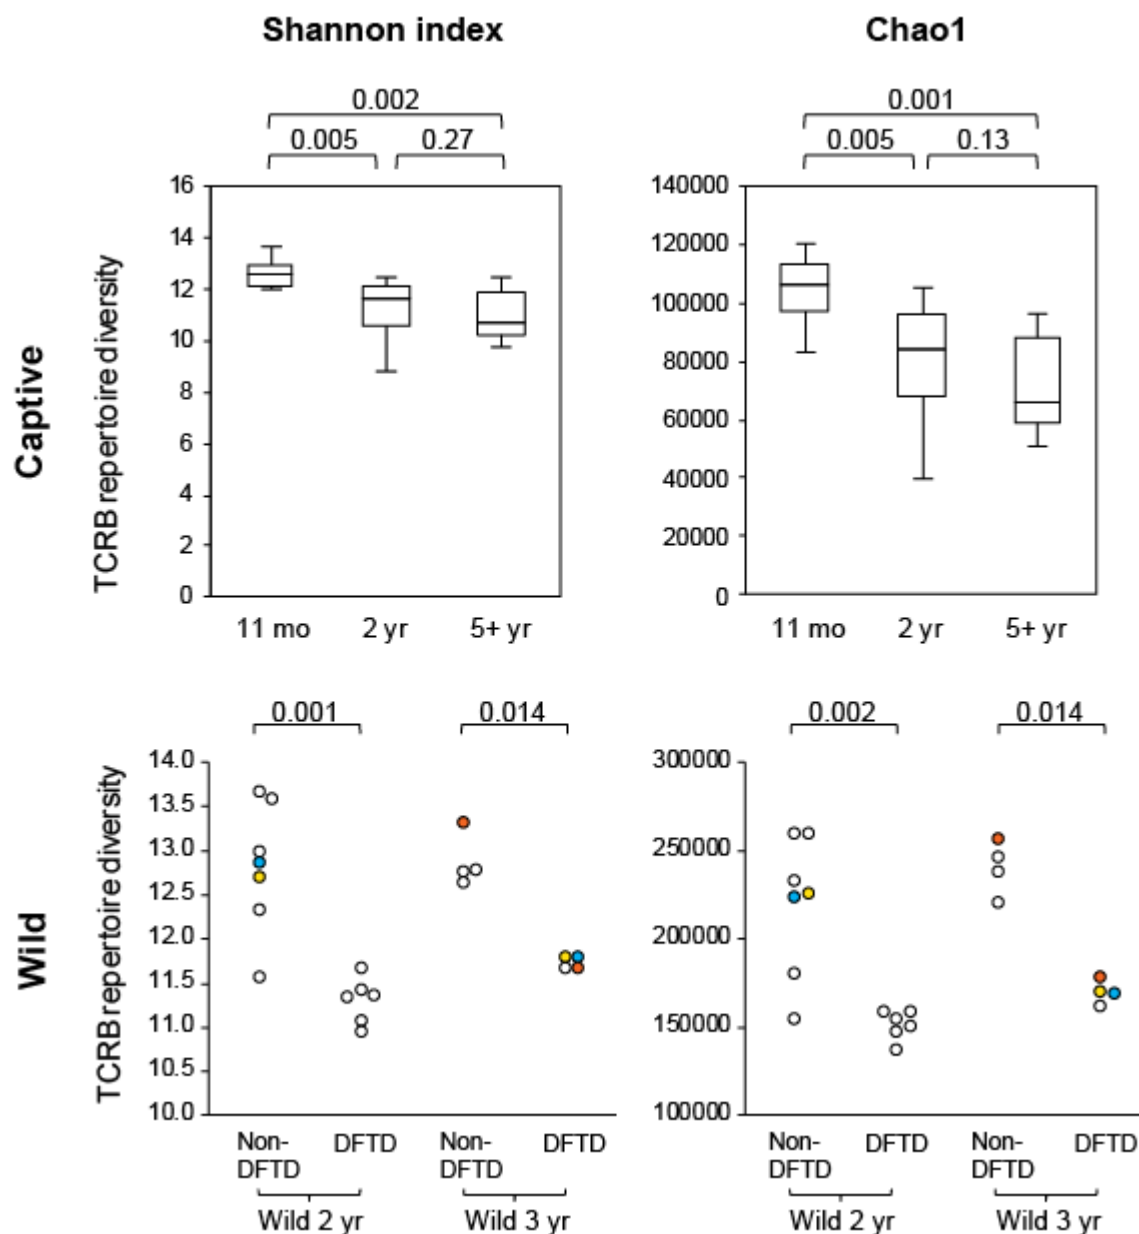 Shannon index
Chao1
0.002
0.001
0.005 0.27
0.005 0.13
Captive
TCRB repertoire diversity
16
14
12
10
8
6
4
2
0
11 mo 2 yr 5+ yr
140000
120000
100000
80000
60000
40000
20000
0
11 mo 2 yr 5+ yr
Wild
TCRB repertoire diversity
0.001 0.014
14.0
13.5
13.0
12.5
12.0
11.5
11.0
10.5
10.0
Non-
DFTD
DFTD
Non-
DFTD
DFTD
Wild 2 yr Wild 3 yr
0.002 0.014
300000
250000
200000
150000
100000
Non-
DFTD
DFTD
Non-
DFTD
DFTD
Wild 2 yr Wild 3 yr